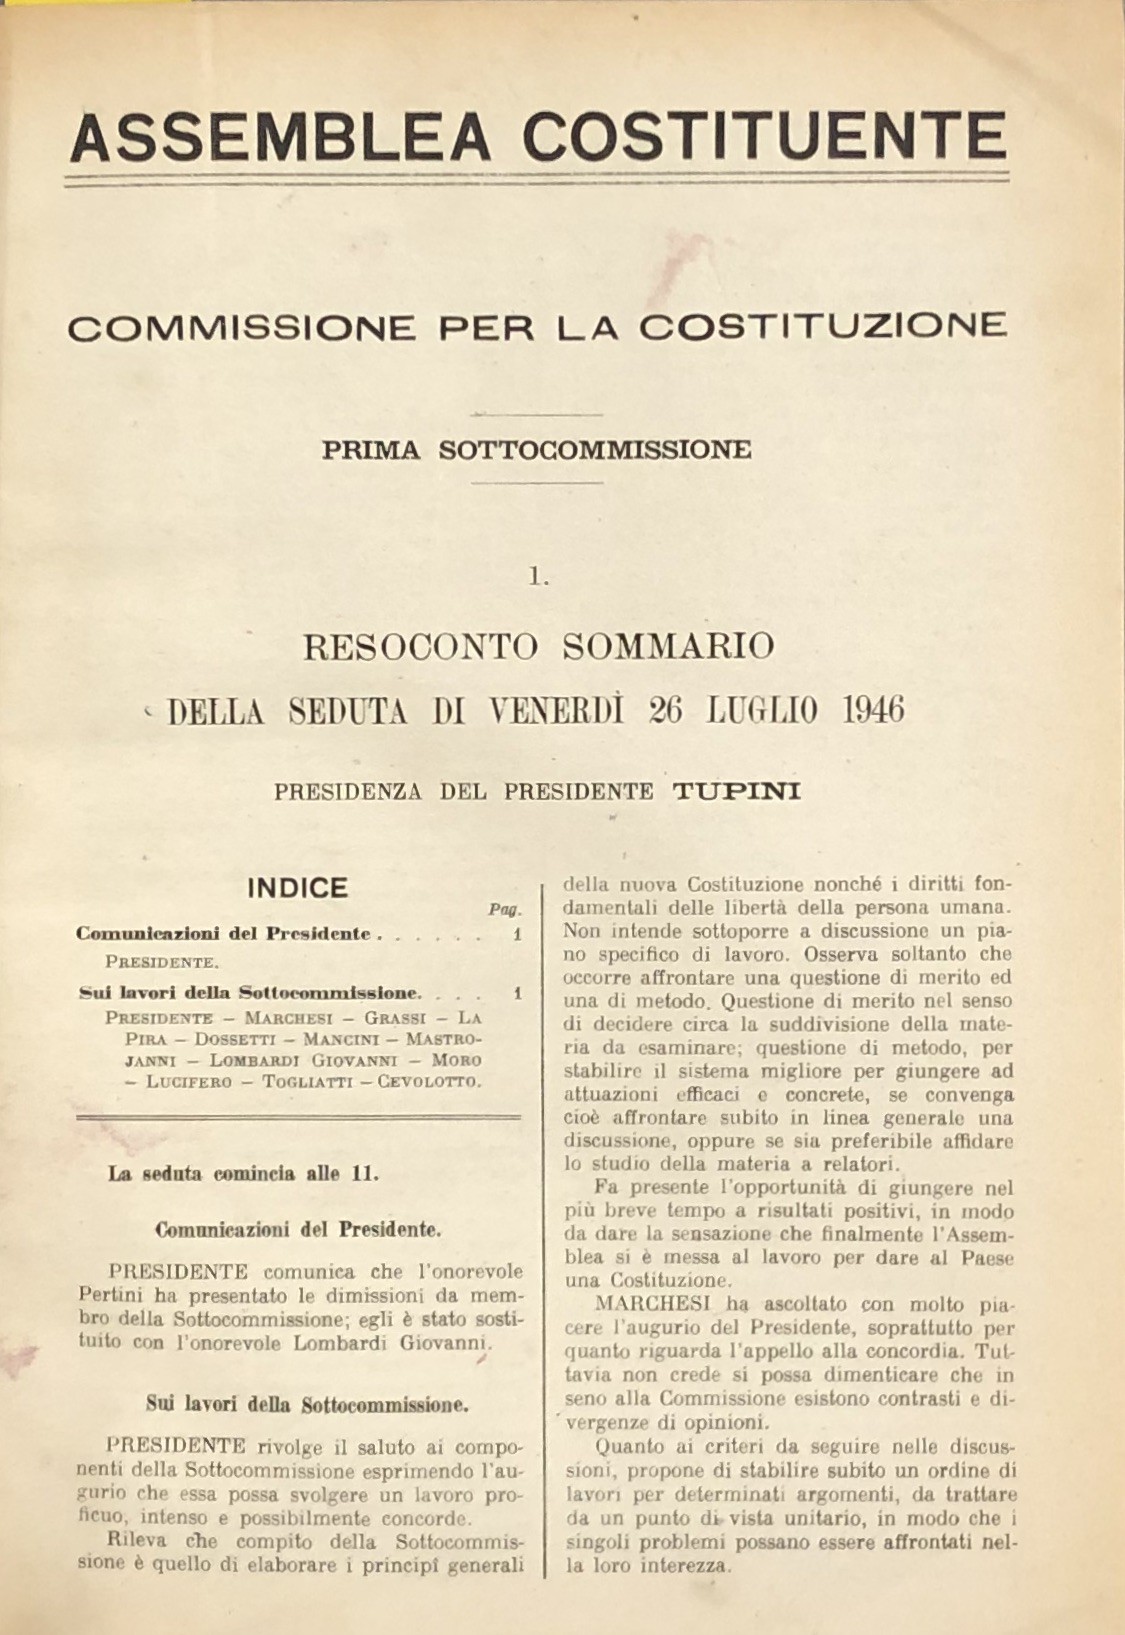 ASSEMBLEA COSTITUENTE
COMMISSIONE PER LA COSTITUZIONE
PRIMA SOTTOCOMMISSIONE
1.
RESOCONTO SOMMARIO
DELLA SEDUTA DI VENERDÌ 26 LUGLIO 1946
PRESIDENZA DEL PRESIDENTE TUPINI
INDICE
Pag.
Comunicazioni del Presidente . . . . . . 1
PRESIDENTE.
Sui lavori della Sottocommissione. . . . 1
PRESIDENTE – MARCHESI – GRASSI – LA
PIRA – DOSSETTI – MANCINI – MASTRO-
JANNI – LOMBARDI GIOVANNI – MORO
– LUCIFERO – TOGLIATTI – CEVOLOTTO.
La seduta comincia alle 11.
Comunicazioni del Presidente.
PRESIDENTE comunica che l'onorevole
Pertini ha presentato le dimissioni da mem-
bro della Sottocommissione; egli è stato sosti-
tuito con l'onorevole Lombardi Giovanni.
Sui lavori della Sottocommissione.
PRESIDENTE rivolge il saluto ai compo-
nenti della Sottocommissione esprimendo l'au-
gurio che essa possa svolgere un lavoro pro-
ficuo, intenso e possibilmente concorde.
Rileva che compito della Sottocommis-
sione è quello di elaborare i principî generali
della nuova Costituzione nonché i diritti fon-
damentali delle libertà della persona umana.
Non intende sottoporre a discussione un pia-
no specifico di lavoro. Osserva soltanto che
occorre affrontare una questione di merito ed
una di metodo. Questione di merito nel senso
di decidere circa la suddivisione della mate-
ria da esaminare; questione di metodo, per
stabilire il sistema migliore per giungere ad
attuazioni efficaci e concrete, se convenga
cioè affrontare subito in linea generale una
discussione, oppure se sia preferibile affidare
lo studio della materia a relatori.
Fa presente l'opportunità di giungere nel
più breve tempo a risultati positivi, in modo
da dare la sensazione che finalmente l'Assem-
blea si è messa al lavoro per dare al Paese
una Costituzione.
MARCHESI ha ascoltato con molto pia-
cere l'augurio del Presidente, soprattutto per
quanto riguarda l'appello alla concordia. Tut-
tavia non crede si possa dimenticare che in
seno alla Commissione esistono contrasti e di-
vergenze di opinioni.
Quanto ai criteri da seguire nelle discus-
sioni, propone di stabilire subito un ordine di
lavori per determinati argomenti, da trattare
da un punto di vista unitario, in modo che i
singoli problemi possano essere affrontati nel-
la loro interezza.